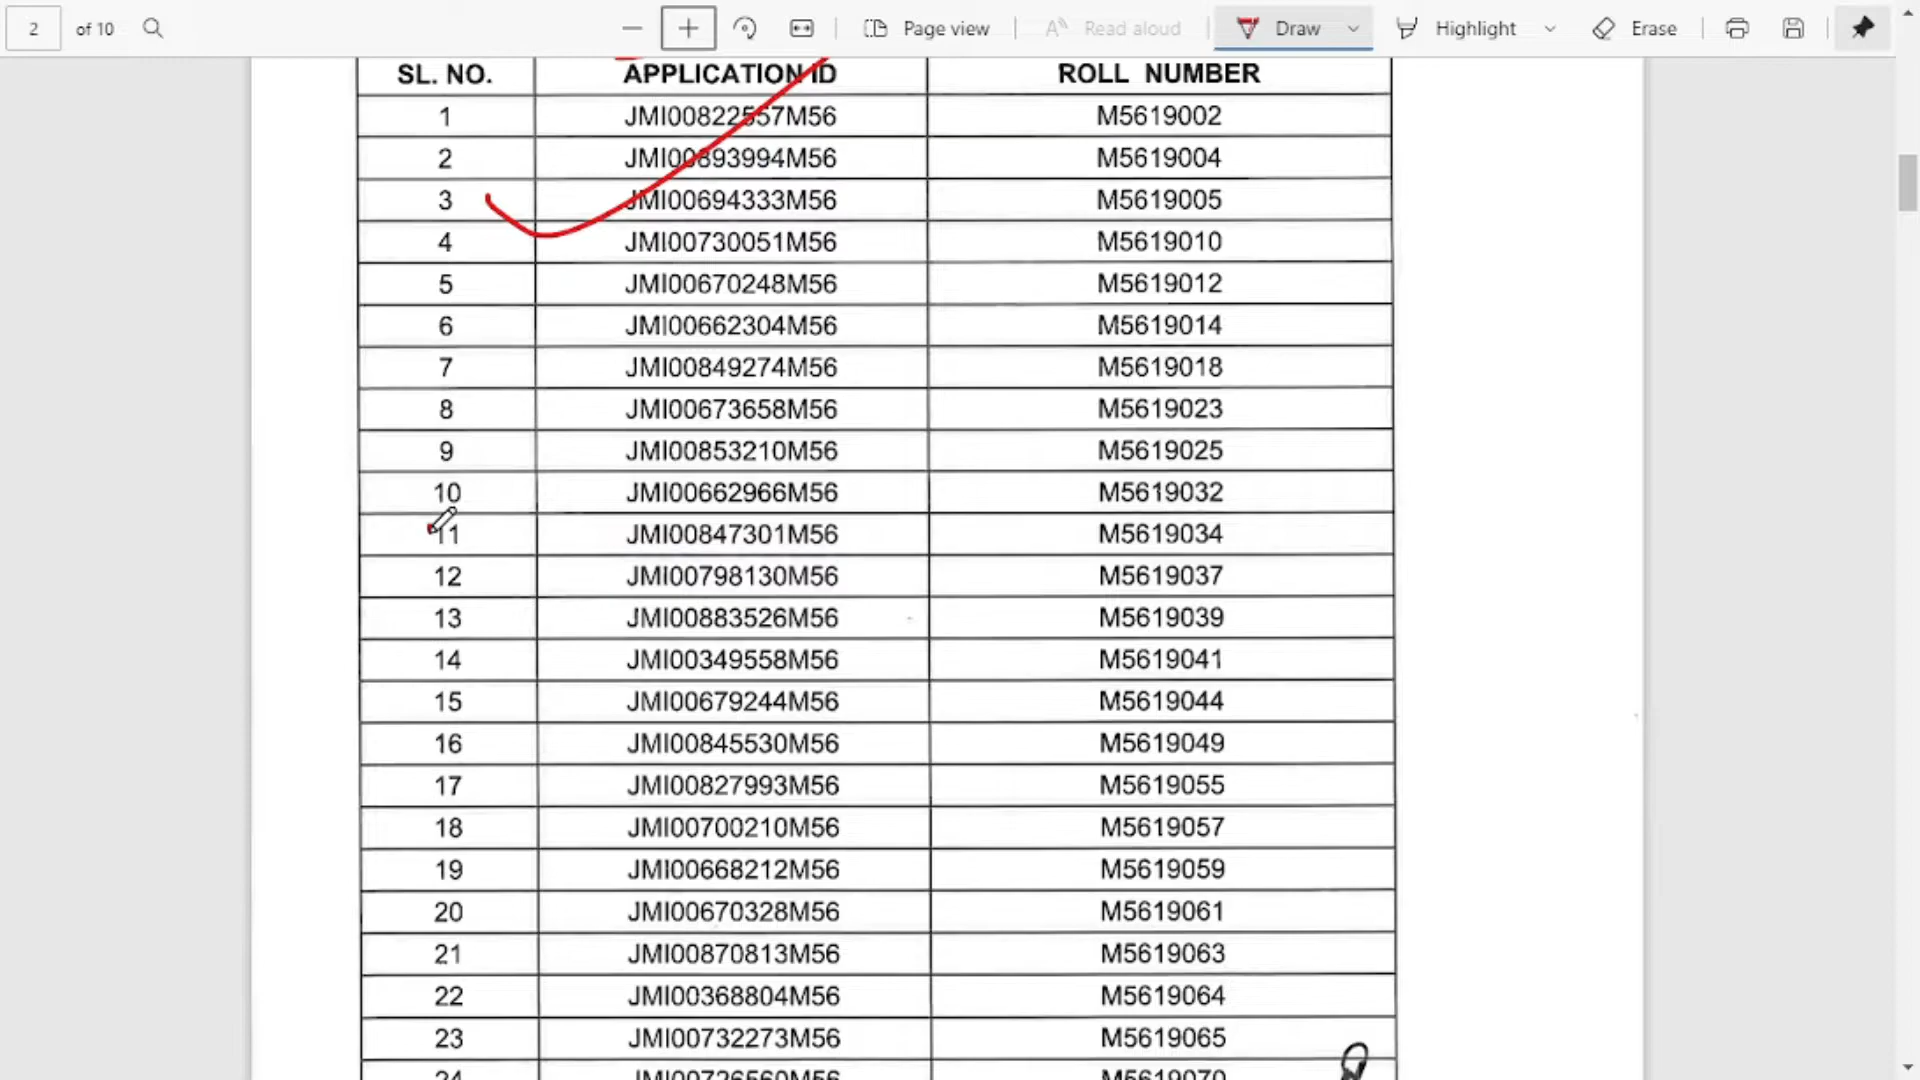 2 of 10 Page view Read aloud Draw Highlight Erase
SL. NO. APPLICATION ID ROLL NUMBER
1 JMI00822557M56 M5619002
2 JMI00893994M56 M5619004
3 JMI00694333M56 M5619005
4 JMI00730051M56 M5619010
5 JMI00670248M56 M5619012
6 JMI00662304M56 M5619014
7 JMI00849274M56 M5619018
8 JMI00673658M56 M5619023
9 JMI00853210M56 M5619025
10 JMI00662966M56 M5619032
11 JMI00847301M56 M5619034
12 JMI00798130M56 M5619037
13 JMI00883526M56 M5619039
14 JMI00349558M56 M5619041
15 JMI00679244M56 M5619044
16 JMI00845530M56 M5619049
17 JMI00827993M56 M5619055
18 JMI00700210M56 M5619057
19 JMI00668212M56 M5619059
20 JMI00670328M56 M5619061
21 JMI00870813M56 M5619063
22 JMI00368804M56 M5619064
23 JMI00732273M56 M5619065
24 M5619070